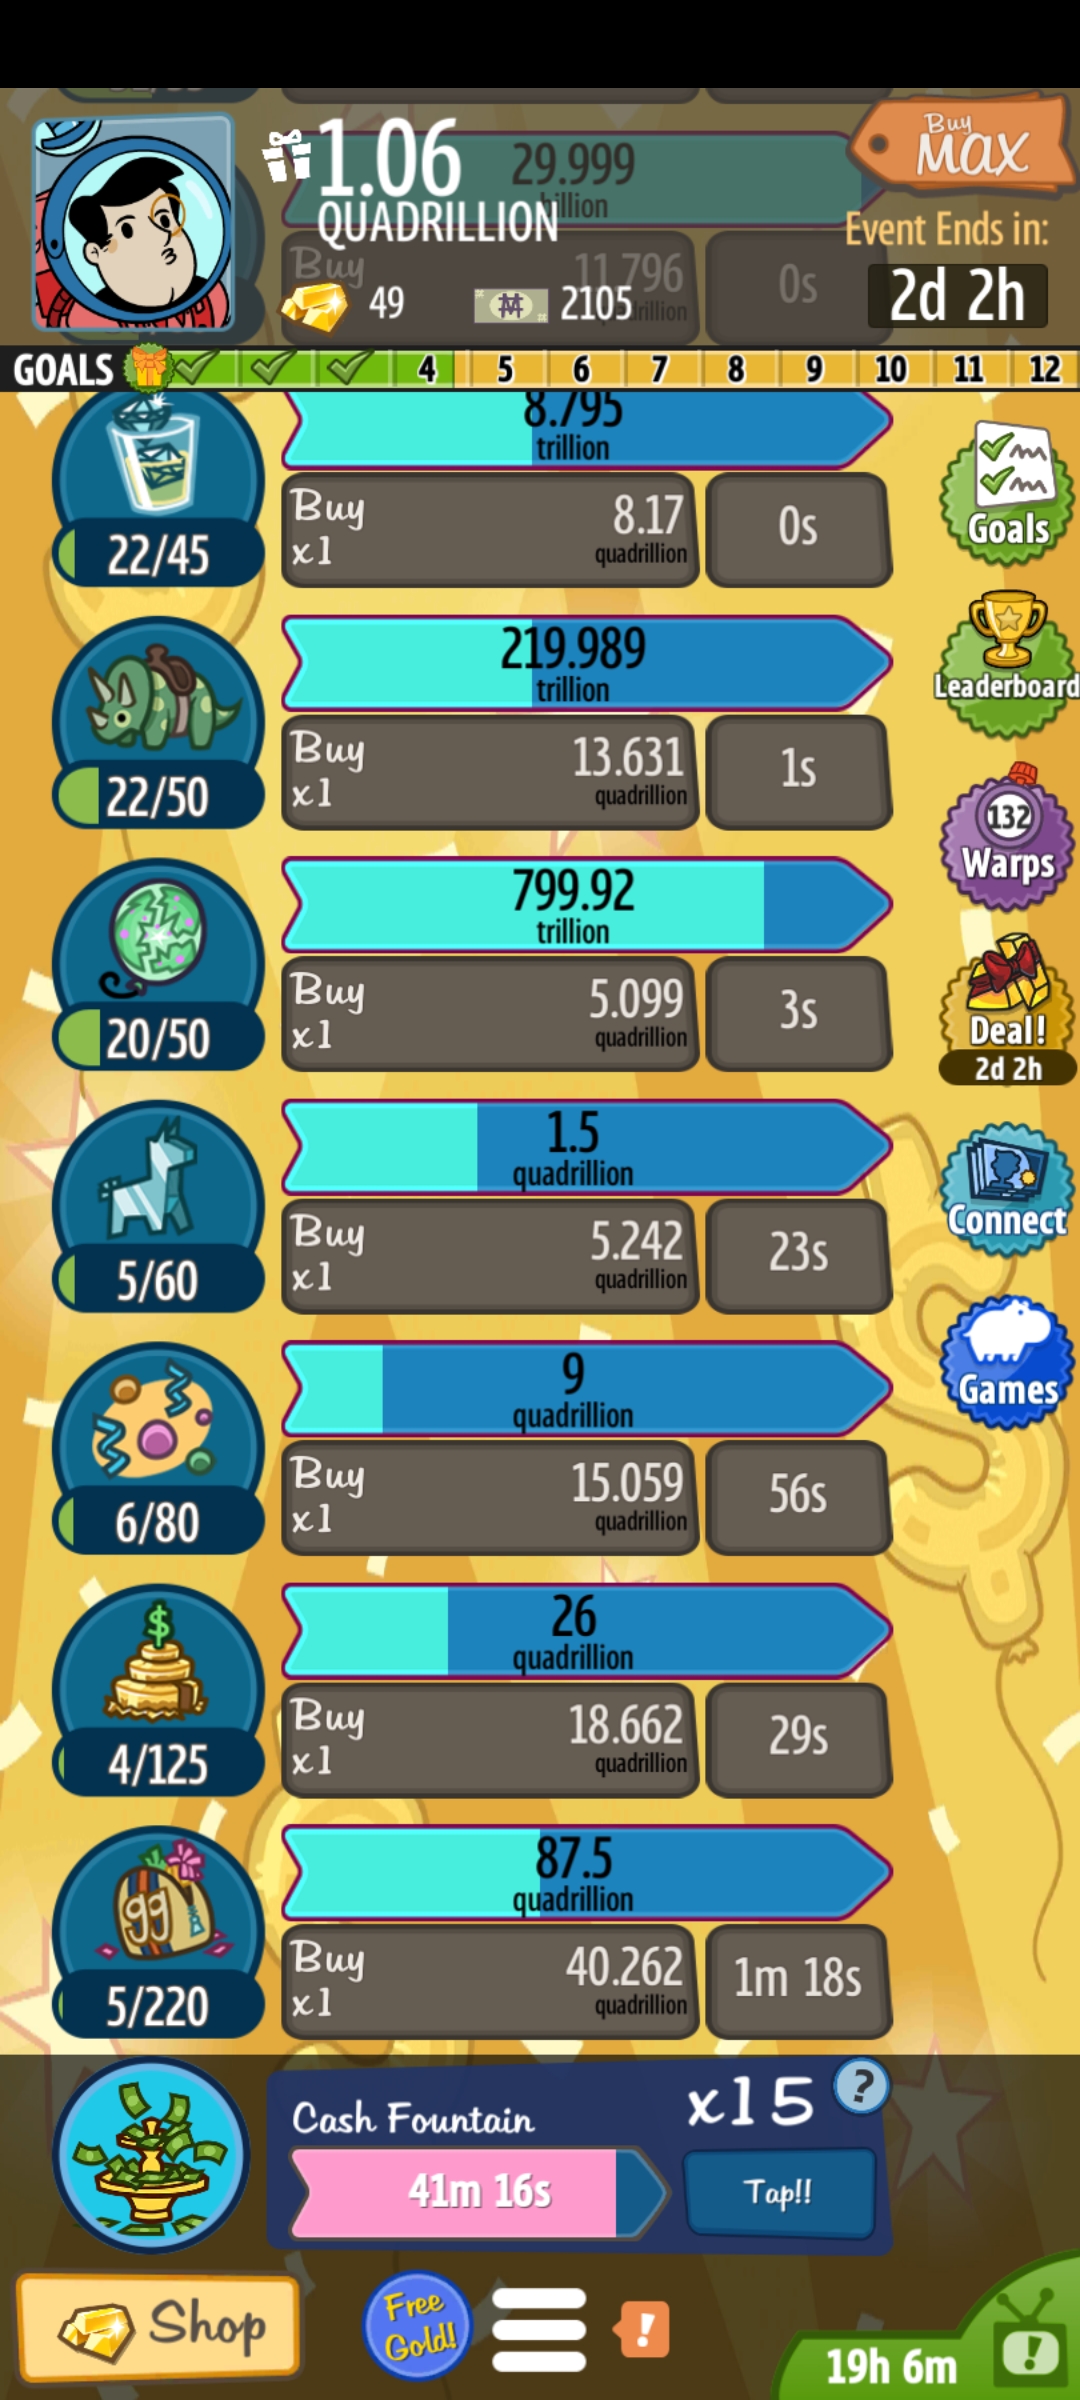 1.06
QUADRILLION
29.999
Buy
MAX
Event Ends in:
2d 2h
Buy
11.796
0s
49
2105
GOALS 4 5 6 7 8 9 10 11 12
8.795
trillion
22/45
Buy
x1
8.17
quadrillion
0s
Goals
219.989
trillion
22/50
Buy
x1
13.631
quadrillion
1s
Leaderboard
799.92
trillion
20/50
Buy
x1
5.099
quadrillion
3s
132
Warps
Deal!
2d 2h
1.5
quadrillion
5/60
Buy
x1
5.242
quadrillion
23s
Connect
9
quadrillion
6/80
Buy
x1
15.059
quadrillion
56s
Games
26
quadrillion
$
4/125
Buy
x1
18.662
quadrillion
29s
87.5
quadrillion
99
5/220
Buy
x1
40.262
quadrillion
1m 18s
Cash Fountain
x15
?
41m 16s
Tap!!
Shop
Free
Gold!
!
19h 6m
!